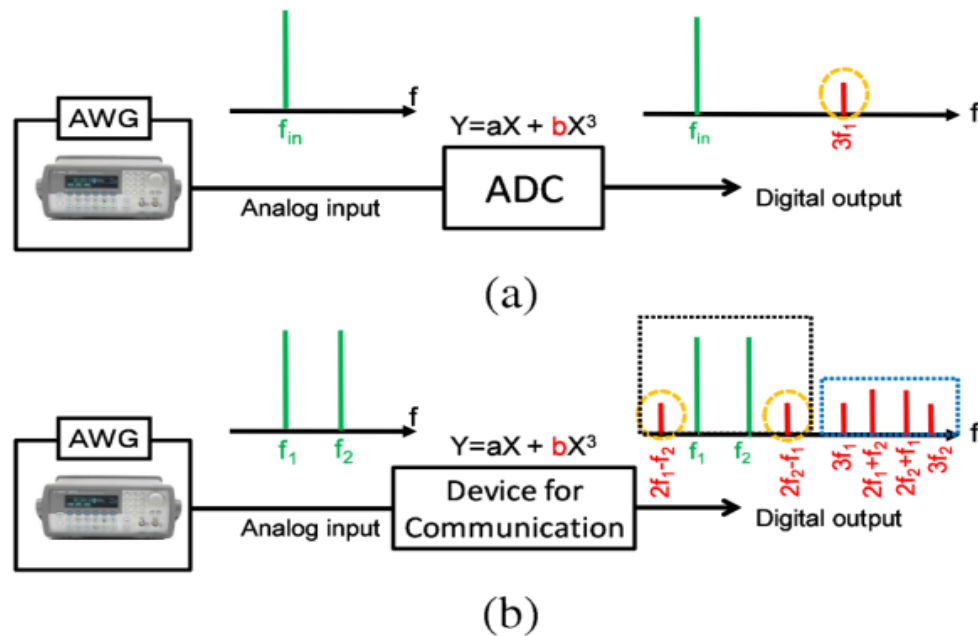 f
f_in
AWG
Y=aX + bX³
ADC
Analog input
f_in
3f₁
f
Digital output
(a)
f
f₁
f₂
AWG
Y=aX + bX³
Device for
Communication
Analog input
2f₁-f₂
f₁
f₂
2f₂-f₁
3f₁
2f₁+f₂
2f₂+f₁
3f₂
f
Digital output
(b)